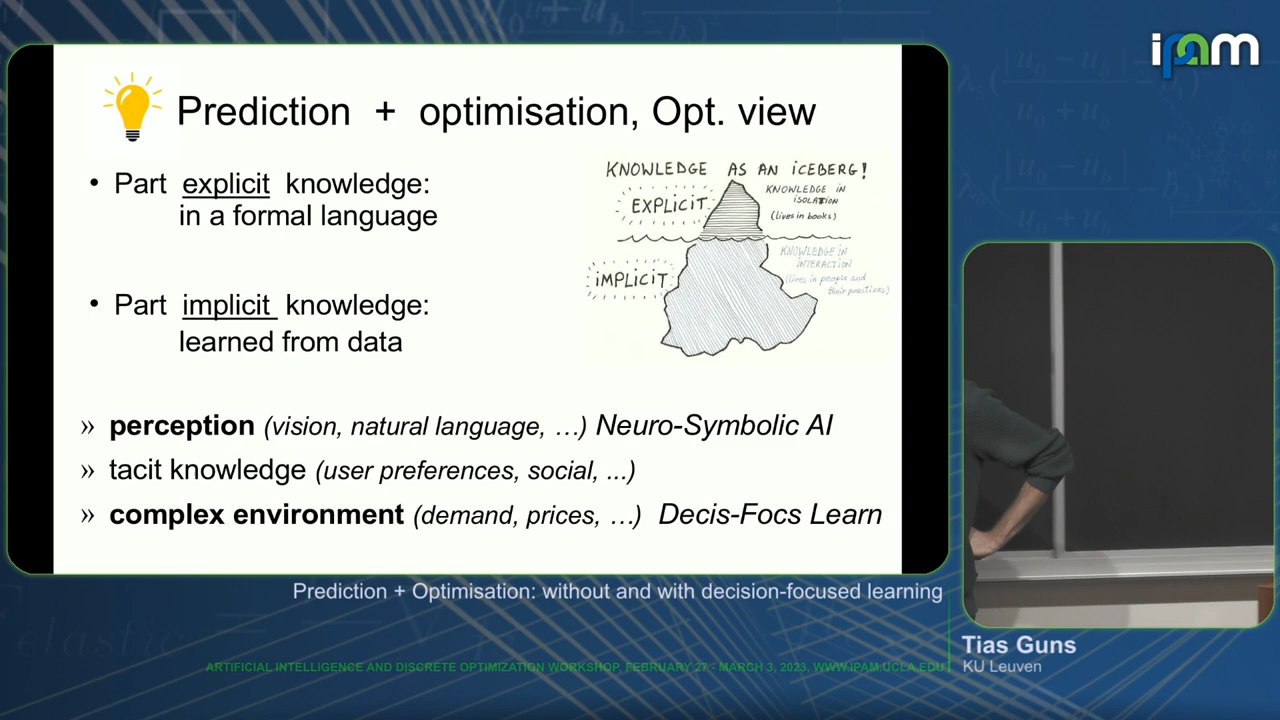 ipam
Prediction + optimisation, Opt. view
• Part explicit knowledge:
in a formal language
• Part implicit knowledge:
learned from data
KNOWLEDGE AS AN ICEBERG!
EXPLICIT
KNOWLEDGE IN
ISOLATION
(lives in books)
IMPLICIT
KNOWLEDGE IN
INTERACTION
(lives in people and
their practices)
» perception (vision, natural language, …) Neuro-Symbolic AI
» tacit knowledge (user preferences, social, ...)
» complex environment (demand, prices, …) Decis-Focs Learn
Prediction + Optimisation: without and with decision-focused learning
Tias Guns
KU Leuven
ARTIFICIAL INTELLIGENCE AND DISCRETE OPTIMIZATION WORKSHOP, FEBRUARY 27 - MARCH 3, 2023, WWW.IPAM.UCLA.EDU
elastic